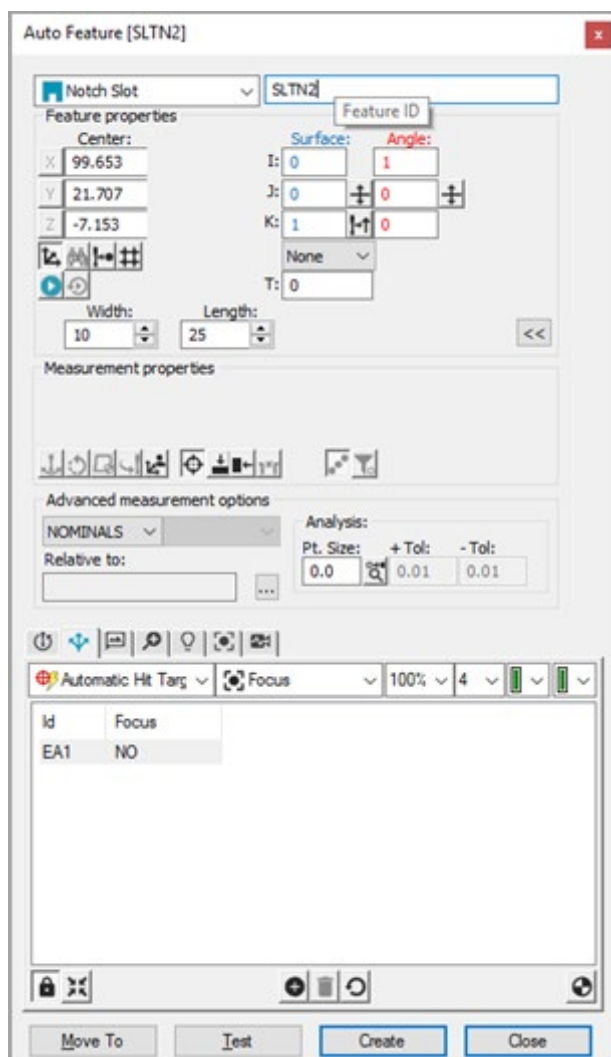 Auto Feature [SLTN2]
x
Notch Slot SLTN2
Feature ID
Feature properties
Center: Surface: Angle:
X 99.653 I: 0 1
Y 21.707 J: 0 0
Z -7.153 K: 1 0
None
T: 0
Width: Length:
10 25 <<
Measurement properties
Advanced measurement options
NOMINALS Analysis:
Pt. Size: + Tol: - Tol:
Relative to: 0.0 0.01 0.01
...
Automatic Hit Targ Focus 100% 4
Id Focus
EA1 NO
Move To Test Create Close